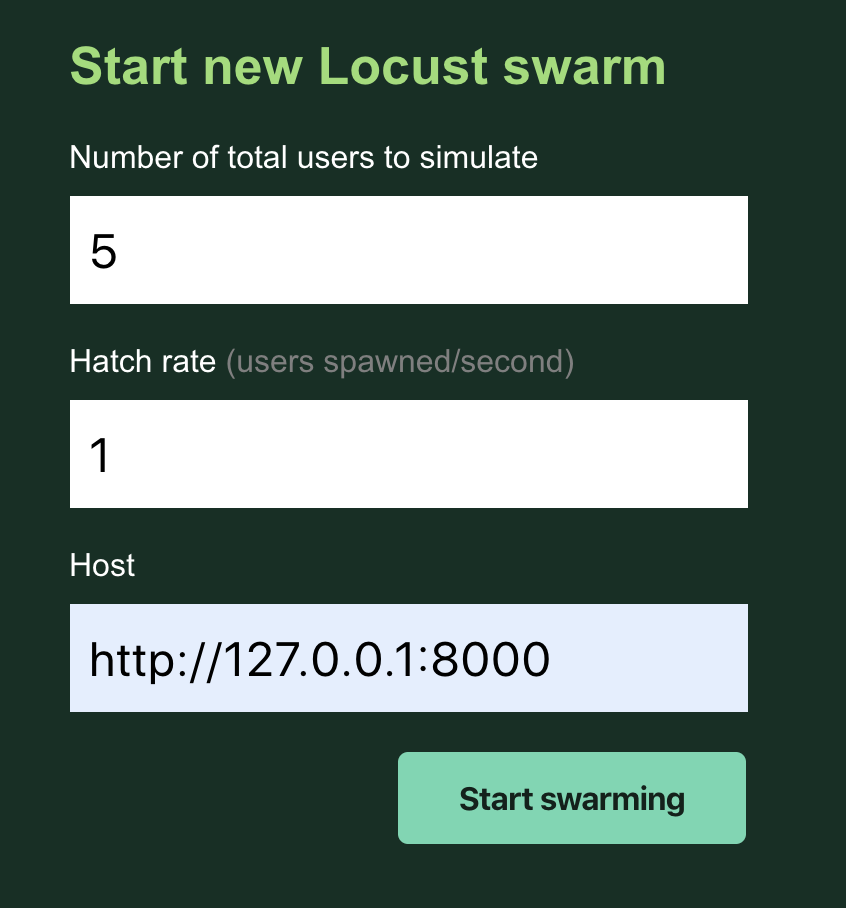 Start new Locust swarm
Number of total users to simulate
5
Hatch rate (users spawned/second)
1
Host
http://127.0.0.1:8000
Start swarming